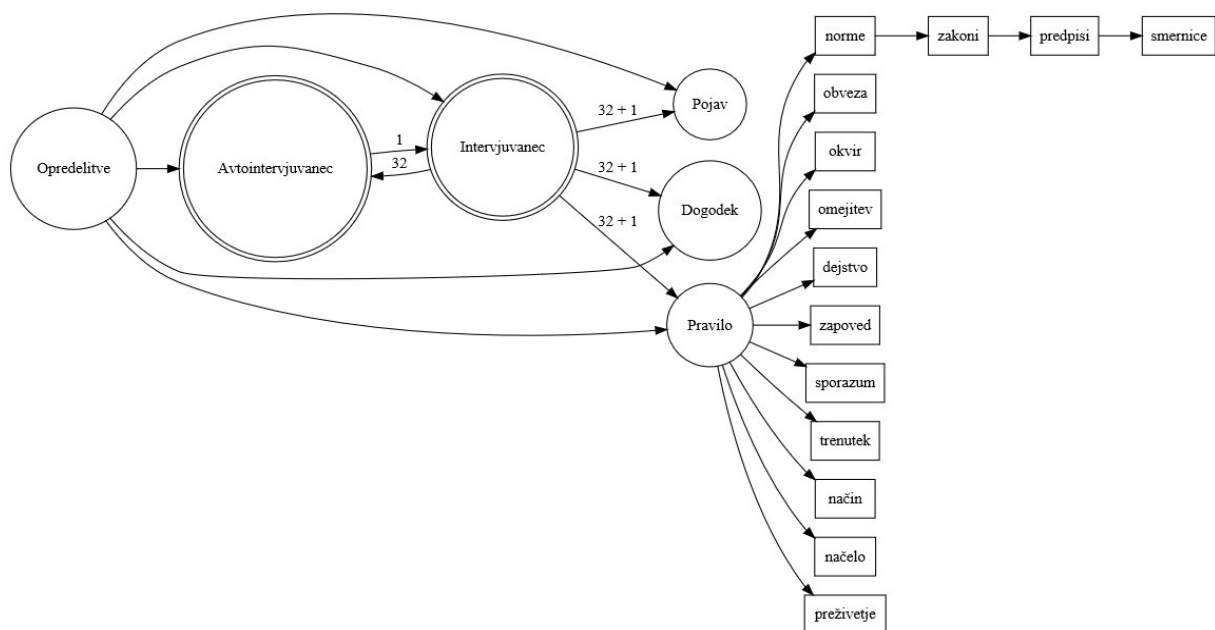 norme
zakoni
predpisi
smernice
obveza
Pojav
32 + 1
1
Intervjuvanec
okvir
Opredelitve
Avtointervjuvanec
32
32 + 1
omejitev
Dogodek
32 + 1
dejstvo
Pravilo
zapoved
sporazum
trenutek
način
načelo
preživetje